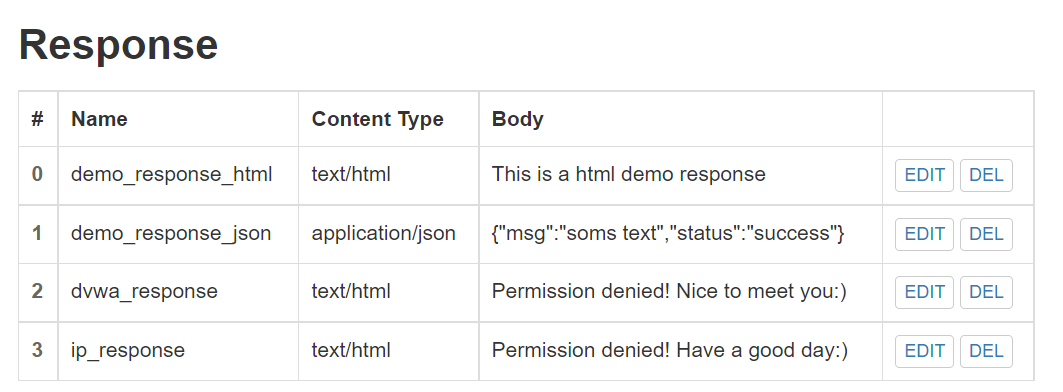 Response
# Name Content Type Body
0 demo_response_html text/html This is a html demo response EDIT DEL
1 demo_response_json application/json {"msg":"soms text","status":"success"} EDIT DEL
2 dvwa_response text/html Permission denied! Nice to meet you:) EDIT DEL
3 ip_response text/html Permission denied! Have a good day:) EDIT DEL